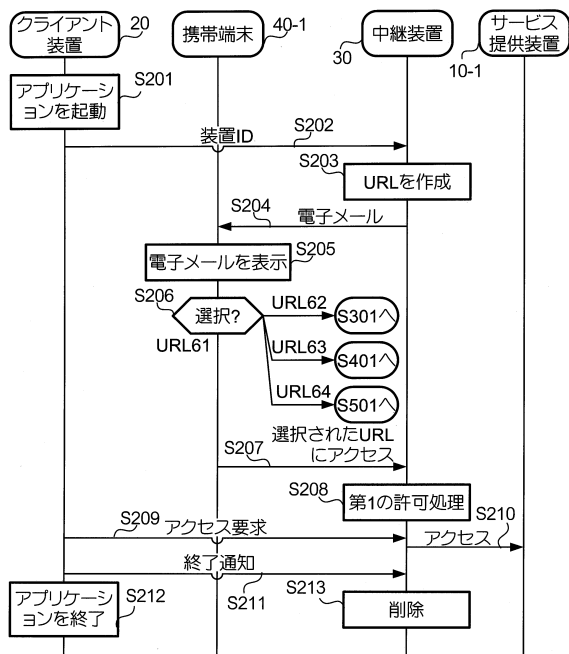 クライアント
装置
20
携帯端末
40-1
中継装置
30
サービス
提供装置
10-1
アプリケー
ションを起動
S201
装置ID
S202
S203
URLを作成
S204
電子メール
S205
電子メールを表示
S206
選択?
URL61
URL62
S301へ
URL63
S401へ
URL64
S501へ
選択されたURL
にアクセス
S207
S208
第1の許可処理
S209
アクセス要求
S210
アクセス
終了通知
S211
アプリケー
ションを終了
S212
S213
削除